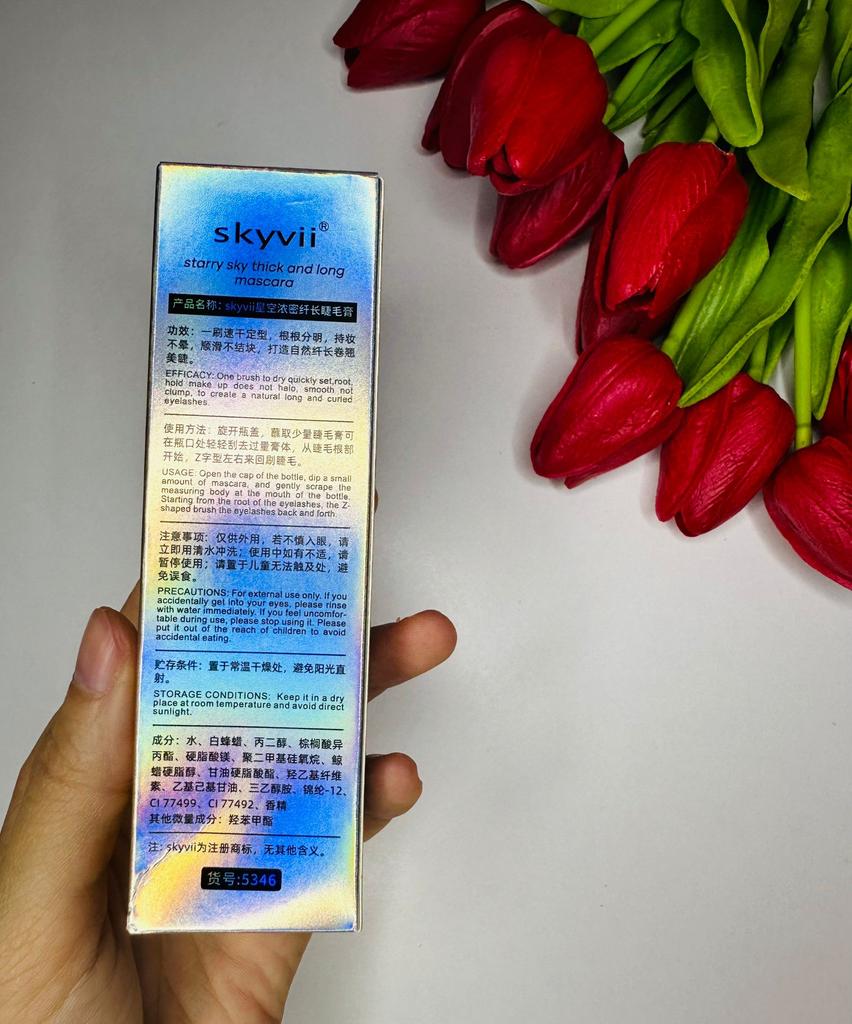 skyvii®
starry sky thick and long
mascara
产品名称：skyvii星空浓密纤长睫毛膏
功效：一刷速干定型，根根分明，持妆
不晕，顺滑不结块，打造自然纤长卷翘
美睫。
EFFICACY: One brush to dry quickly set,root,
hold make up does not halo, smooth not
clump, to create a natural long and curled
eyelashes.
使用方法：旋开瓶盖，蘸取少量睫毛膏可
在瓶口处轻轻刮去过量膏体，从睫毛根部
开始，Z字型左右来回刷睫毛。
USAGE: Open the cap of the bottle, dip a small
amount of mascara, and gently scrape the
measuring body at the mouth of the bottle.
Starting from the root of the eyelashes, the Z-
shaped brush the eyelashes back and forth.
注意事项：仅供外用，若不慎入眼，请
立即用清水冲洗；使用中如有不适，请
暂停使用；请置于儿童无法触及处，避
免误食。
PRECAUTIONS: For external use only. If you
accidentally get into your eyes, please rinse
with water immediately. If you feel uncomfor-
table during use, please stop using it. Please
put it out of the reach of children to avoid
accidental eating.
贮存条件：置于常温干燥处，避免阳光直
射。
STORAGE CONDITIONS: Keep it in a dry
place at room temperature and avoid direct
sunlight.
成分：水、白蜂蜡、丙二醇、棕榈酸异
丙酯、硬脂酸镁、聚二甲基硅氧烷、鲸
蜡硬脂醇、甘油硬脂酸酯、羟乙基纤维
素、乙基己基甘油、三乙醇胺、锦纶-12、
CI 77499、CI 77492、香精
其他微量成分：羟苯甲酯
注：skyvii为注册商标，无其他含义。
货号:5346